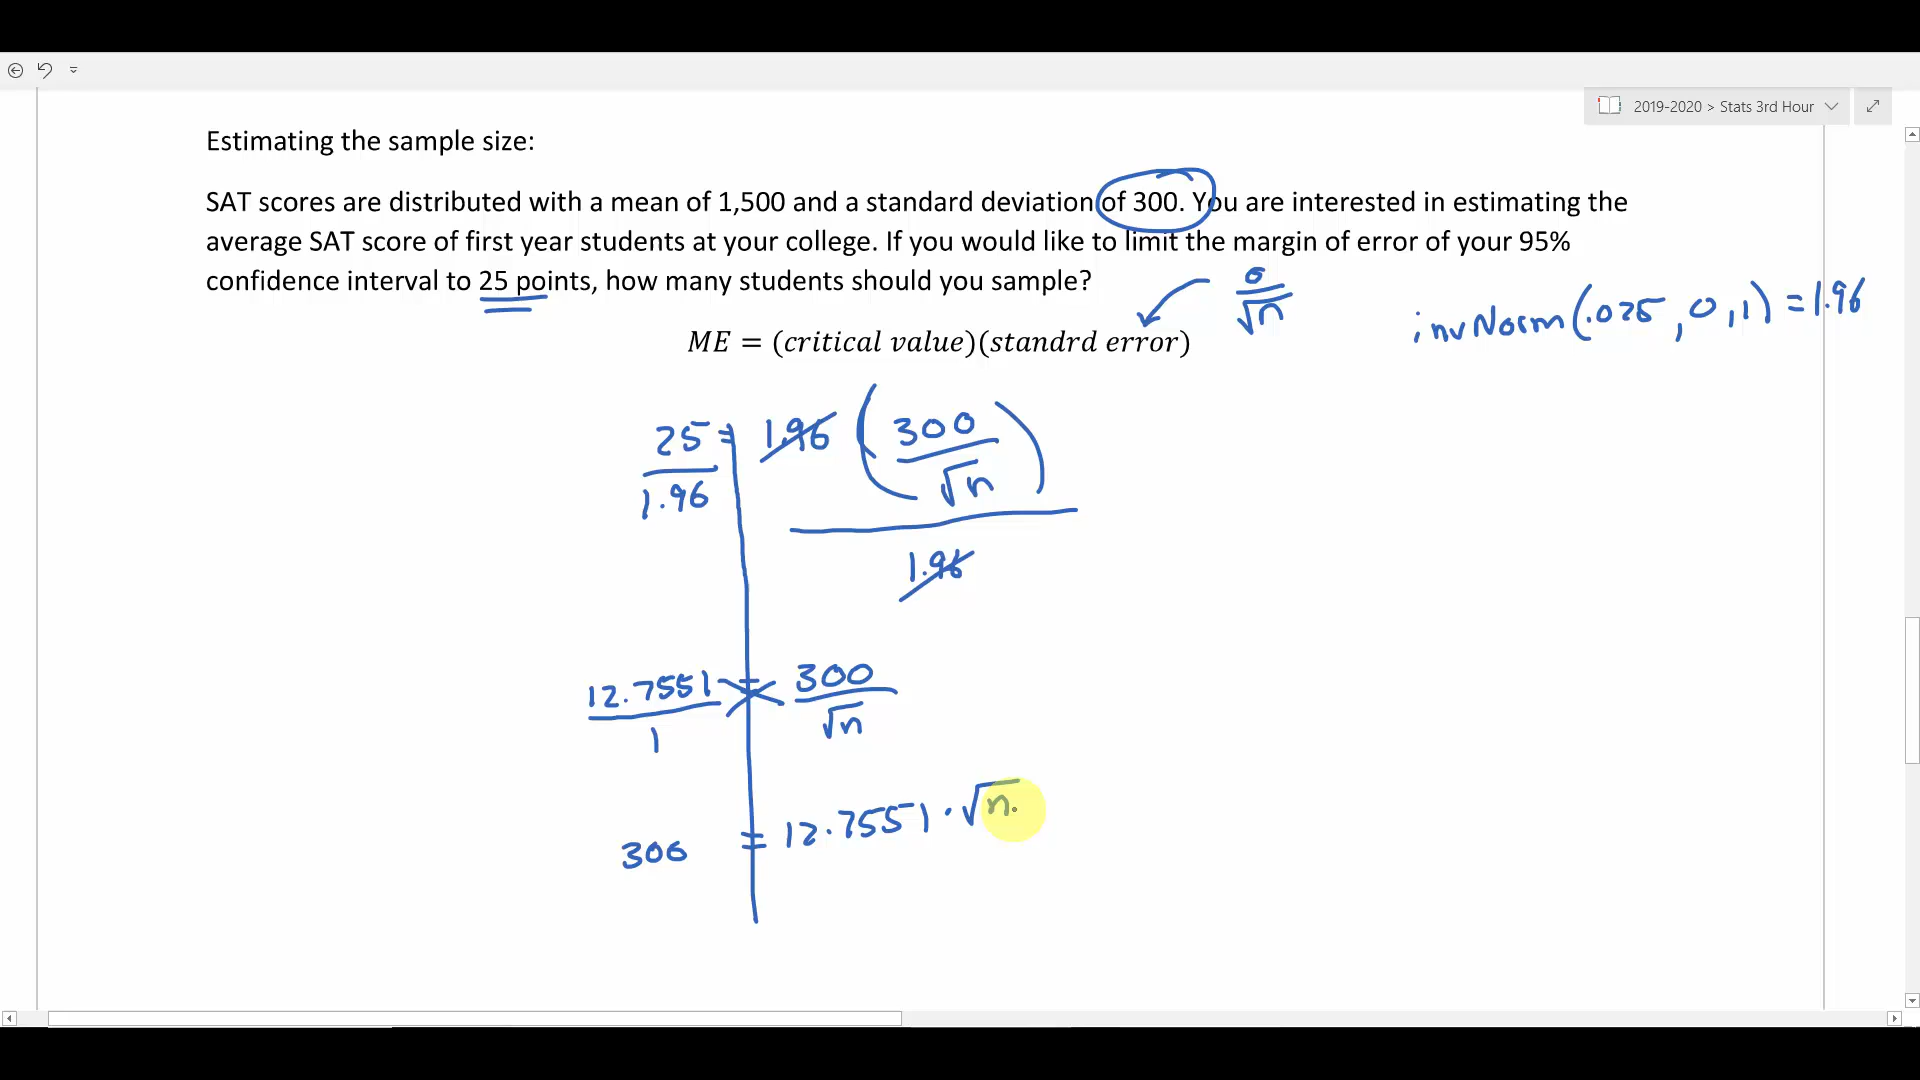 2019-2020 > Stats 3rd Hour
Estimating the sample size:
SAT scores are distributed with a mean of 1,500 and a standard deviation of 300. You are interested in estimating the
average SAT score of first year students at your college. If you would like to limit the margin of error of your 95%
confidence interval to 25 points, how many students should you sample?
σ
√n
invNorm(.025, 0, 1) = 1.96
ME = (critical value)(standrd error)
25 = 1.96 (300
1.96 √n)
1.96
12.7551 = 300
1 √n
300 = 12.7551 · √n